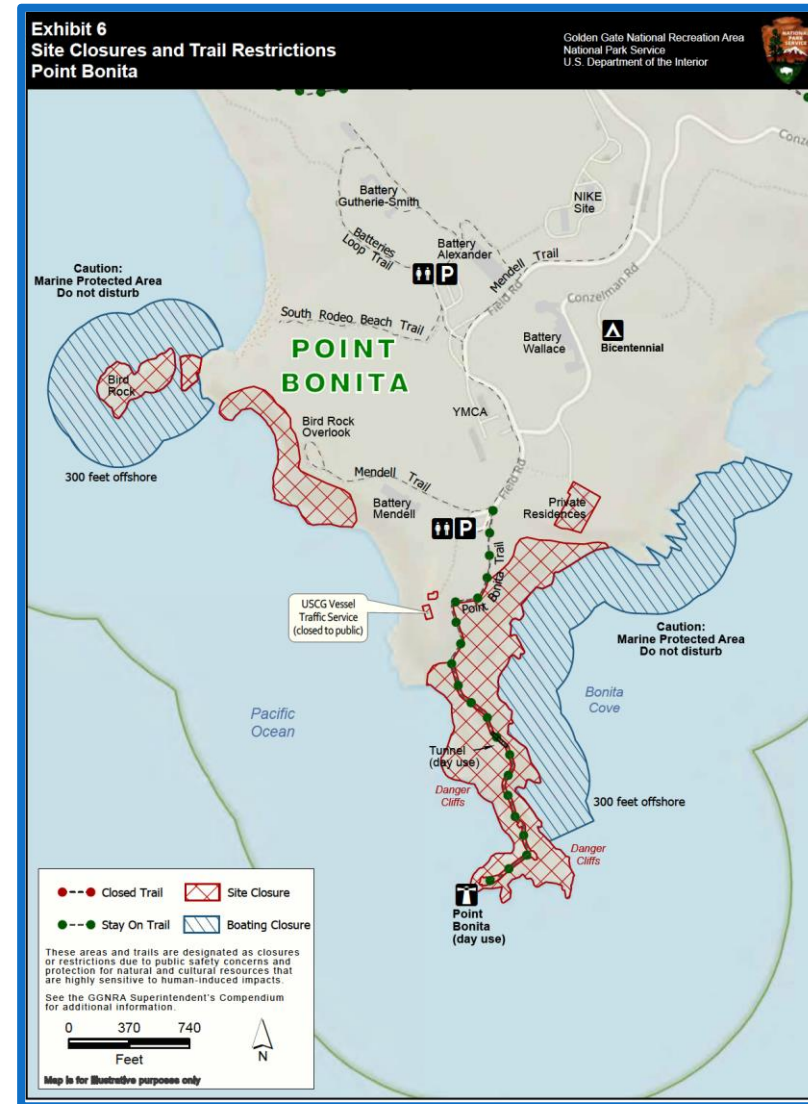 Exhibit 6
Site Closures and Trail Restrictions
Point Bonita
Golden Gate National Recreation Area
National Park Service
U.S. Department of the Interior
NATIONAL
PARK
SERVICE
Conze
Battery
Gutherie-Smith
NIKE
Site
Batteries
Loop Trail
Battery
Alexander
Mendell Trail
Field Rd
P
Caution:
Marine Protected Area
Do not disturb
Conzelman Rd
South Rodeo Beach Trail
Battery
Wallace
Bicentennial
POINT
BONITA
Bird
Rock
YMCA
Bird Rock
Overlook
300 feet offshore
Mendell Trail
Field Rd
Battery
Mendell
P
Private
Residences
Point Bonita Trail
USCG Vessel
Traffic Service
(closed to public)
Caution:
Marine Protected Area
Do not disturb
Bonita
Cove
Pacific
Ocean
Tunnel
(day use)
Danger
Cliffs
300 feet offshore
Danger
Cliffs
Point
Bonita
(day use)
Closed Trail
Site Closure
Stay On Trail
Boating Closure
These areas and trails are designated as closures
or restrictions due to public safety concerns and
protection for natural and cultural resources that
are highly sensitive to human-induced impacts.
See the GGNRA Superintendent's Compendium
for additional information.
0 370 740
Feet
N
Map is for illustrative purposes only